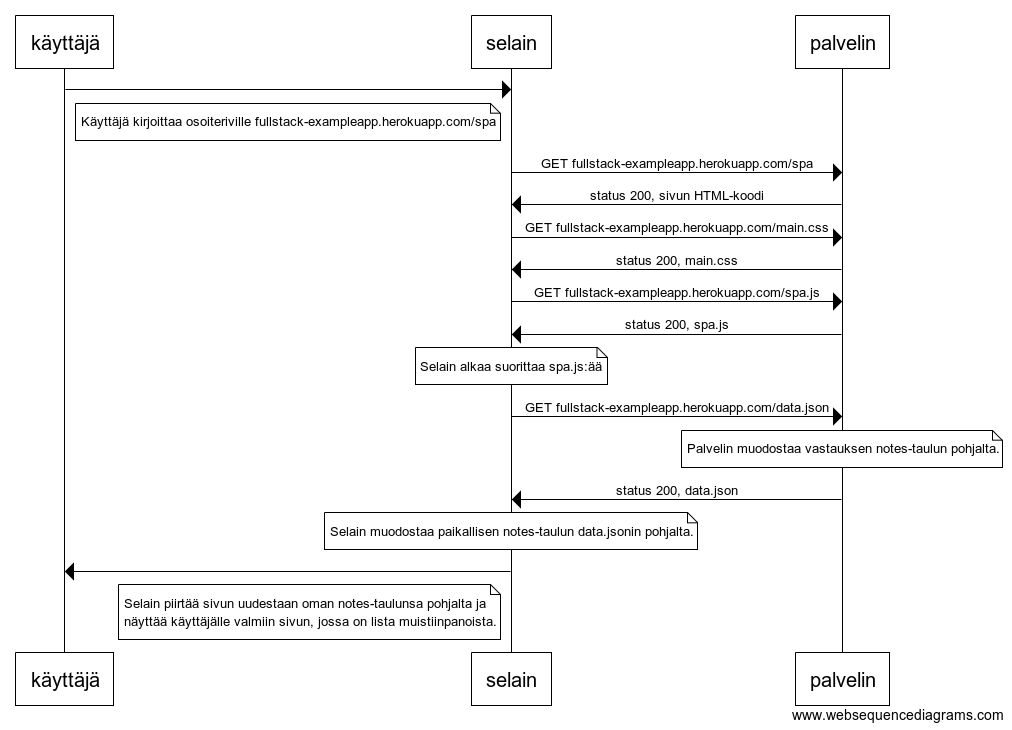 käyttäjä
selain
palvelin
Käyttäjä kirjoittaa osoiteriville fullstack-exampleapp.herokuapp.com/spa
GET fullstack-exampleapp.herokuapp.com/spa
status 200, sivun HTML-koodi
GET fullstack-exampleapp.herokuapp.com/main.css
status 200, main.css
GET fullstack-exampleapp.herokuapp.com/spa.js
status 200, spa.js
Selain alkaa suorittaa spa.js:ää
GET fullstack-exampleapp.herokuapp.com/data.json
Palvelin muodostaa vastauksen notes-taulun pohjalta.
status 200, data.json
Selain muodostaa paikallisen notes-taulun data.jsonin pohjalta.
Selain piirtää sivun uudestaan oman notes-taulunsa pohjalta ja
näyttää käyttäjälle valmiin sivun, jossa on lista muistiinpanoista.
käyttäjä
selain
palvelin
www.websequencediagrams.com